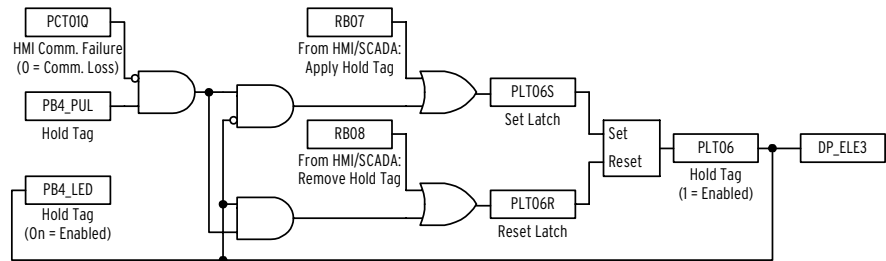 PCT01Q
HMI Comm. Failure
(0 = Comm. Loss)
PB4_PUL
Hold Tag
PB4_LED
Hold Tag
(On = Enabled)
RB07
From HMI/SCADA:
Apply Hold Tag
RB08
From HMI/SCADA:
Remove Hold Tag
PLT06S
Set Latch
PLT06R
Reset Latch
Set
Reset
PLT06
Hold Tag
(1 = Enabled)
DP_ELE3